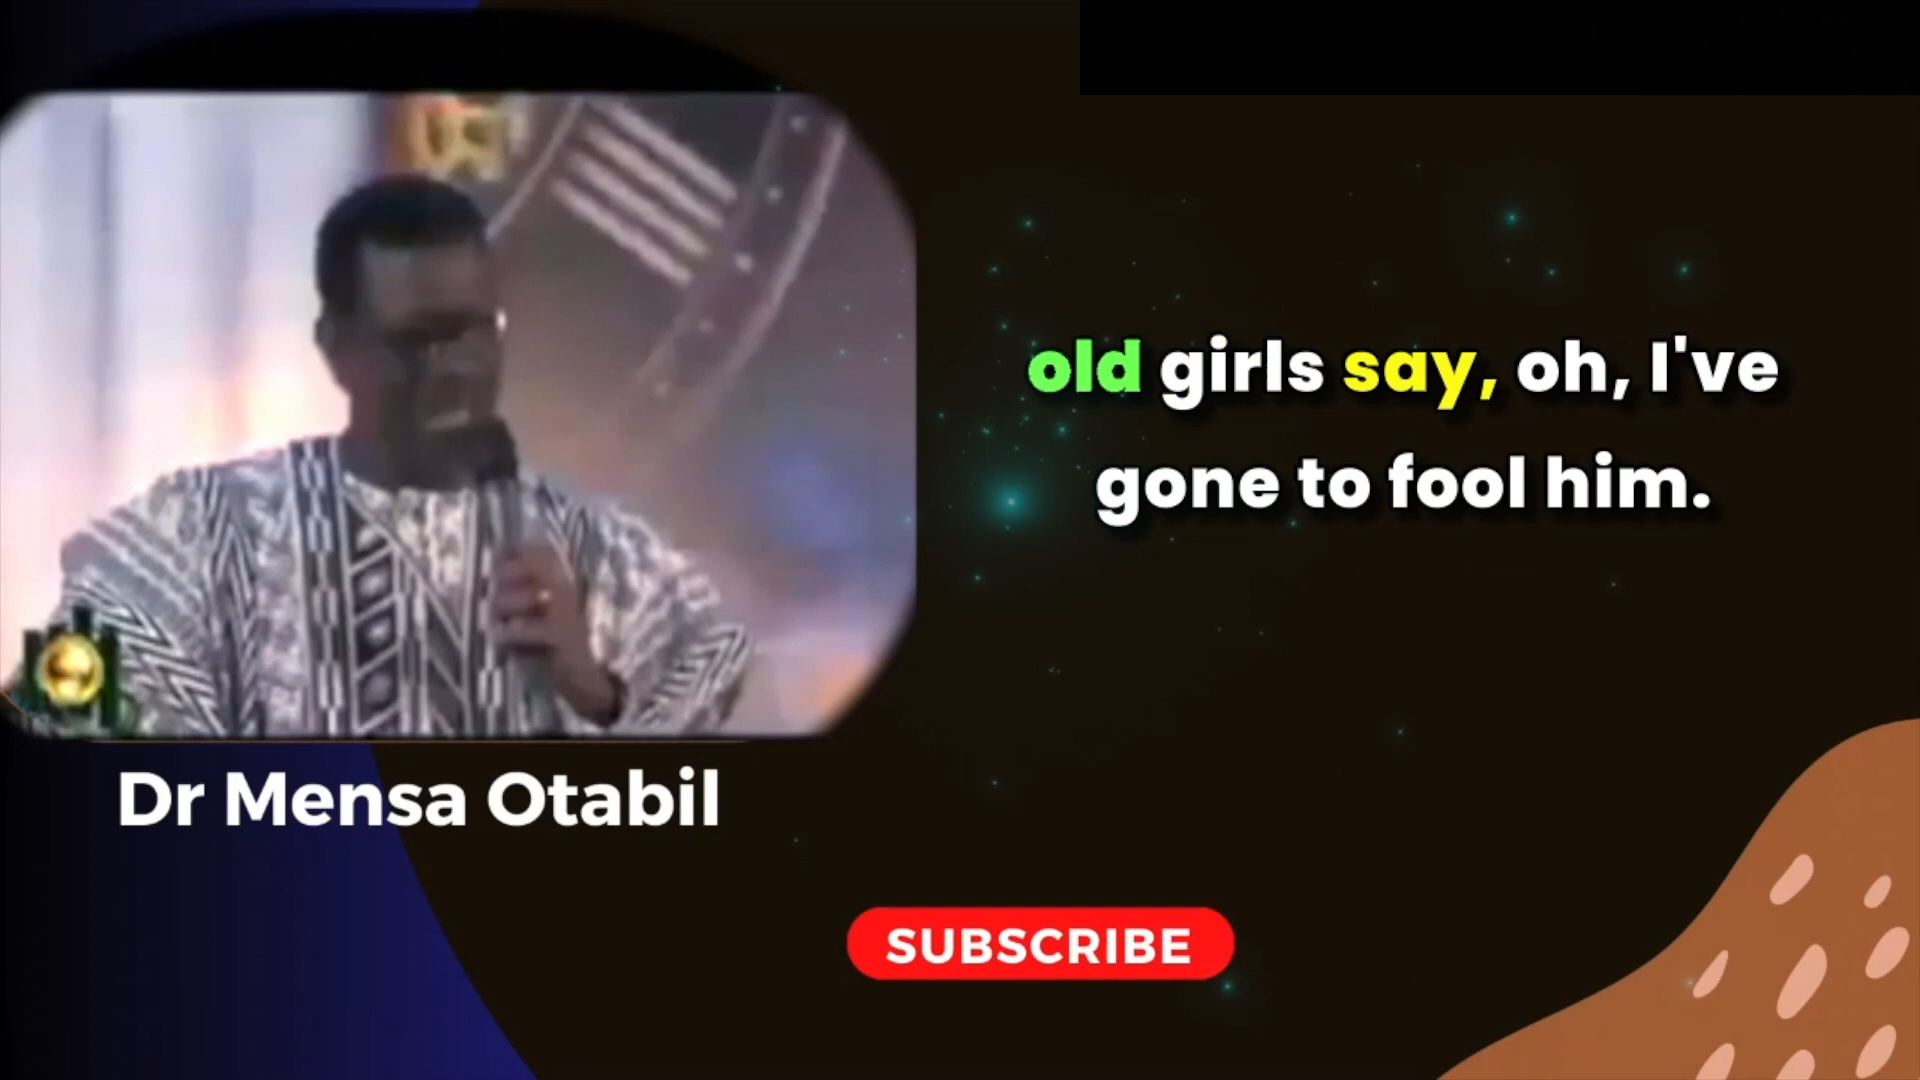 old girls say, oh, I've
gone to fool him.
Dr Mensa Otabil
SUBSCRIBE